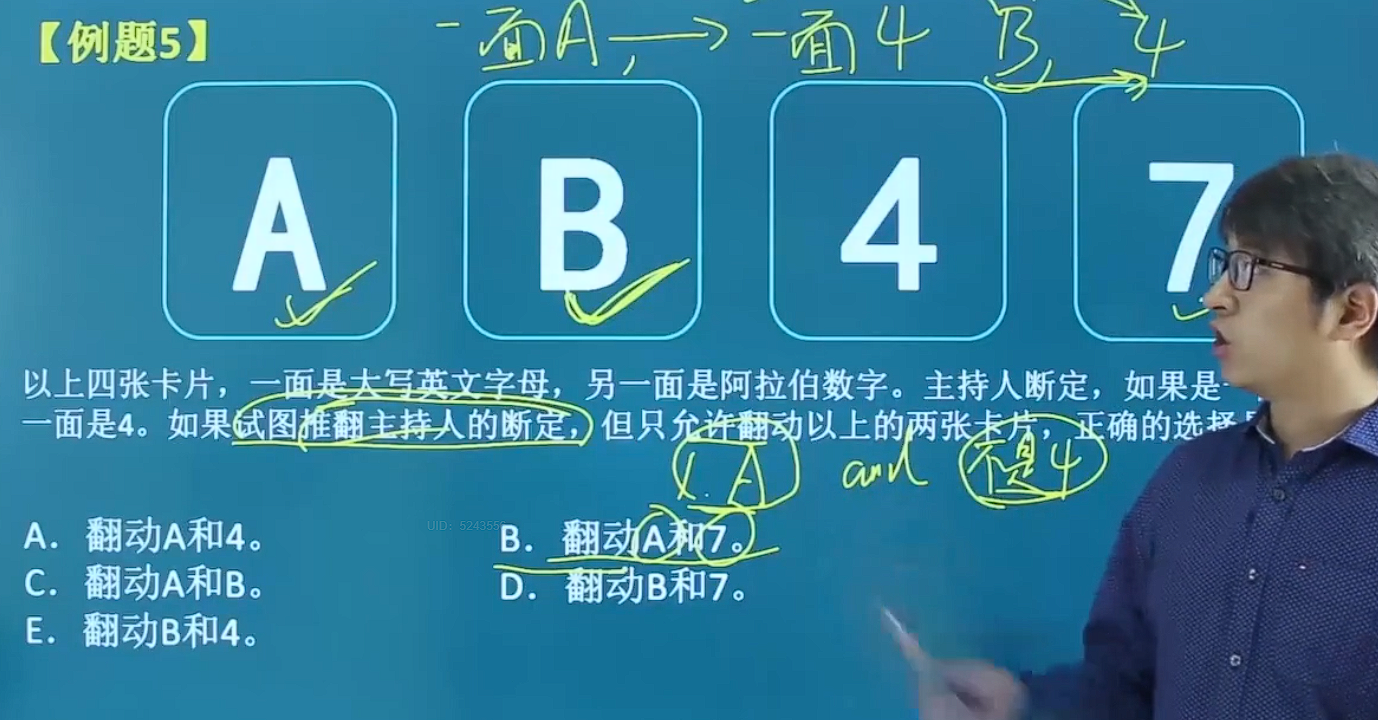 【例题5】
一面A，→一面4 B，4
A B 4 7
以上四张卡片，一面是大写英文字母，另一面是阿拉伯数字。主持人断定，如果是
一面是4。如果试图推翻主持人的断定，但只允许翻动以上的两张卡片，正确的选择
1. A and 不是4
UID: 524355
A. 翻动A和4。 B. 翻动A和7。
C. 翻动A和B。 D. 翻动B和7。
E. 翻动B和4。